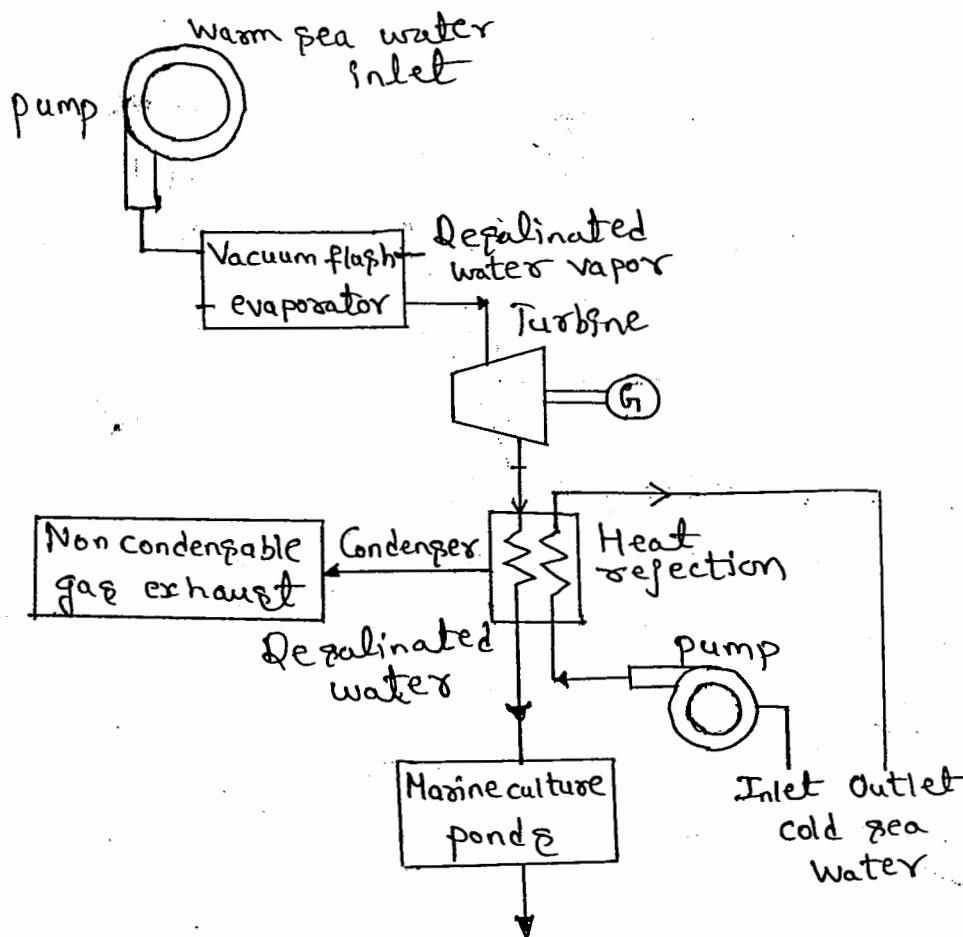 Warm sea water
inlet
pump
Vacuum flash
evaporator
Desalinated
water vapor
Turbine
G
Non condensable
gas exhaust
Condenser
Heat
rejection
Desalinated
water
pump
Marine culture
ponds
Inlet Outlet
cold sea
water